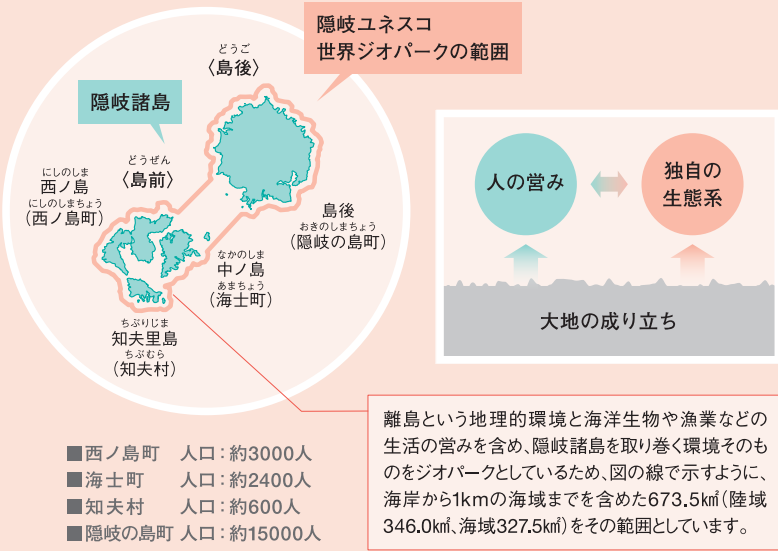 隠岐ユネスコ
世界ジオパークの範囲
どうご
〈島後〉
隠岐諸島
どうぜん
〈島前〉
にしのしま
西ノ島
にしのしまちょう
(西ノ島町)
島後
おきのしまちょう
(隠岐の島町)
なかのしま
中ノ島
あまちょう
(海士町)
ちぶりじま
知夫里島
ちぶむら
(知夫村)
人の営み
独自の
生態系
大地の成り立ち
■西ノ島町 人口:約3000人
■海士町 人口:約2400人
■知夫村 人口:約600人
■隠岐の島町 人口:約15000人
離島という地理的環境と海洋生物や漁業などの
生活の営みを含め、隠岐諸島を取り巻く環境そのも
のをジオパークとしているため、図の線で示すように、
海岸から1kmの海域までを含めた673.5㎢(陸域
346.0㎢、海域327.5㎢)をその範囲としています。